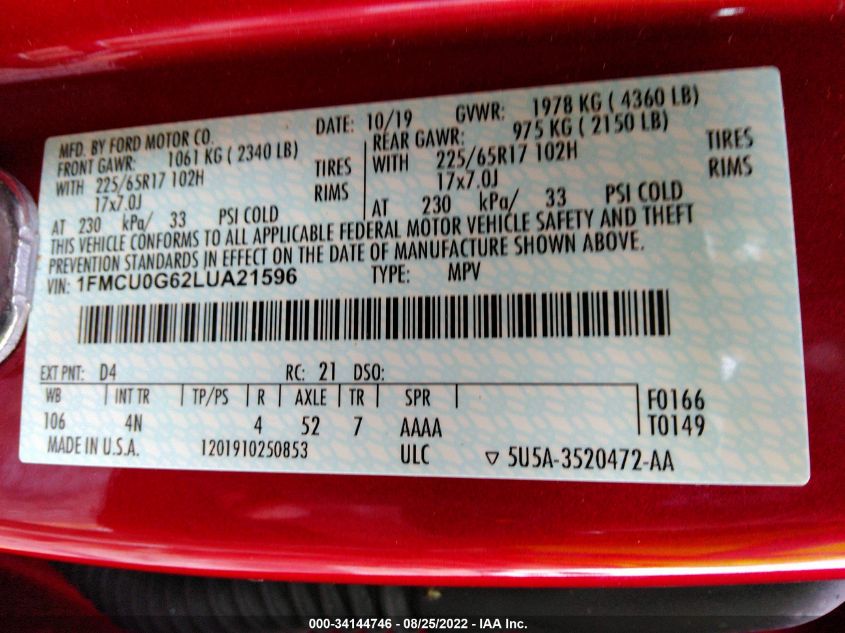 MFD. BY FORD MOTOR CO.
DATE: 10/19 GVWR: 1978 KG ( 4360 LB)
FRONT GAWR: 1061 KG ( 2340 LB)
WITH 225/65R17 102H TIRES
17x7.0J RIMS
AT 230 kPa/ 33 PSI COLD
REAR GAWR: 975 KG ( 2150 LB)
WITH 225/65R17 102H TIRES
17x7.0J RIMS
AT 230 kPa/ 33 PSI COLD
THIS VEHICLE CONFORMS TO ALL APPLICABLE FEDERAL MOTOR VEHICLE SAFETY AND THEFT
PREVENTION STANDARDS IN EFFECT ON THE DATE OF MANUFACTURE SHOWN ABOVE.
VIN: 1FMCU0G62LUA21596 TYPE: MPV
EXT PNT: D4 RC: 21 DSO:
WB INT TR TP/PS R AXLE TR SPR
106 4N 4 52 7 AAAA
F0166
T0149
MADE IN U.S.A. 1201910250853 ULC ▽ 5U5A-3520472-AA
000-34144746 - 08/25/2022 - IAA Inc.